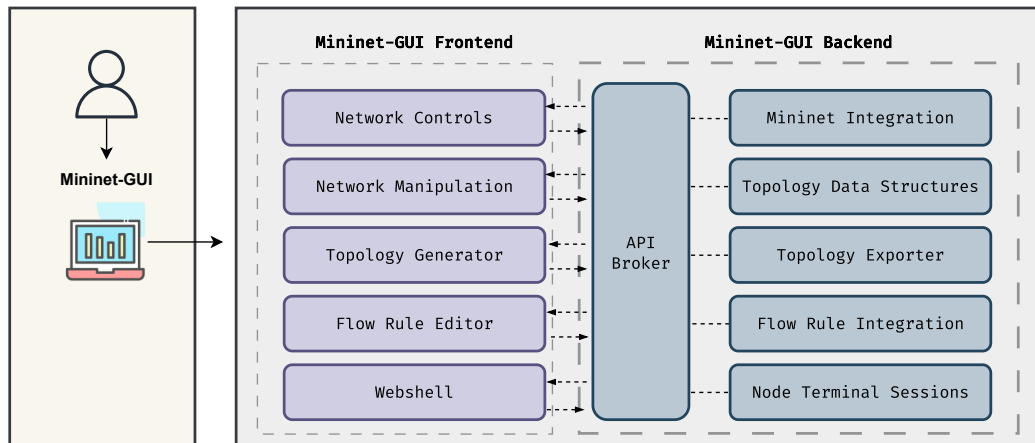 Mininet-GUI
Mininet-GUI Frontend
Network Controls
Network Manipulation
Topology Generator
Flow Rule Editor
Webshell
Mininet-GUI Backend
API
Broker
Mininet Integration
Topology Data Structures
Topology Exporter
Flow Rule Integration
Node Terminal Sessions